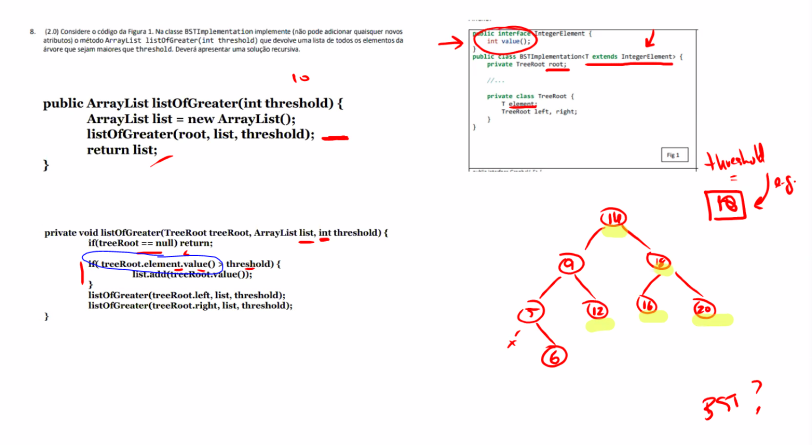 8. (2.0) Considere o código da Figura 1. Na classe BSTImplementation implemente (não pode adicionar quaisquer novos
atributos) o método ArrayList listOfGreater(int threshold) que devolve uma lista de todos os elementos da
árvore que sejam maiores que threshold. Deverá apresentar uma solução recursiva.
10
public ArrayList listOfGreater(int threshold) {
ArrayList list = new ArrayList();
listOfGreater(root, list, threshold);
return list;
}
private void listOfGreater(TreeRoot treeRoot, ArrayList list, int threshold) {
if(treeRoot == null) return;
if( treeRoot.element.value() > threshold) {
list.add(treeRoot.value());
}
listOfGreater(treeRoot.left, list, threshold);
listOfGreater(treeRoot.right, list, threshold);
}
public interface IntegerElement {
int value();
}
public class BSTImplementation<T extends IntegerElement> {
private TreeRoot root;
//...
private class TreeRoot {
T element;
TreeRoot left, right;
}
}
Fig 1
threshold
=
e.g.
10
14
9
5
12
16
20
6
BST ?